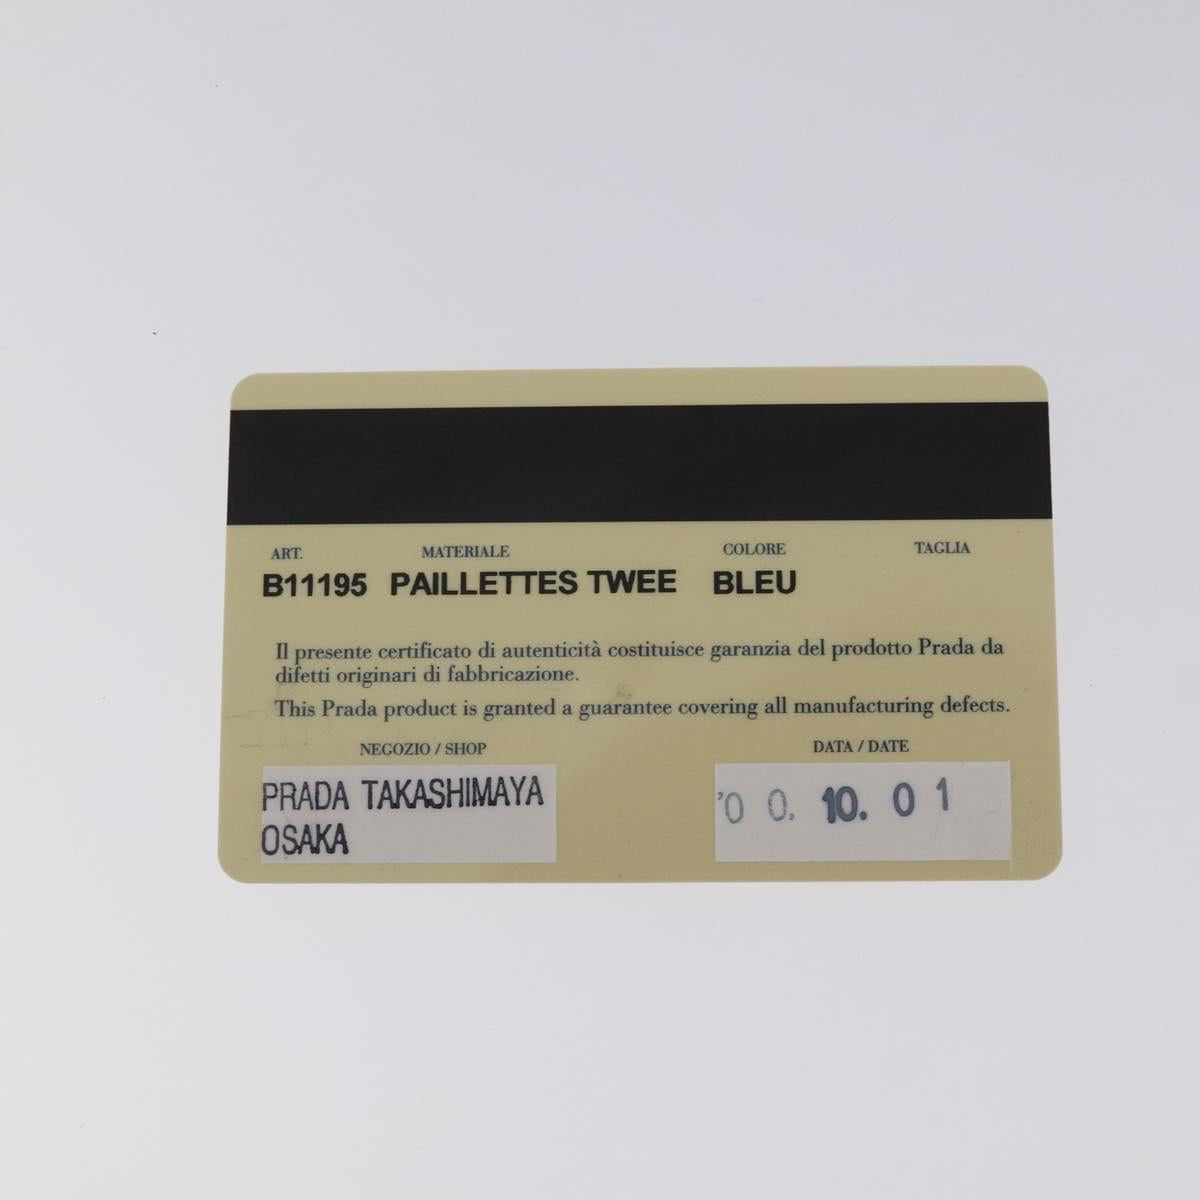 ART. MATERIALE COLORE TAGLIA
B11195 PAILLETTES TWEE BLEU
Il presente certificato di autenticità costituisce garanzia del prodotto Prada da
difetti originari di fabbricazione.
This Prada product is granted a guarantee covering all manufacturing defects.
NEGOZIO / SHOP DATA / DATE
PRADA TAKASHIMAYA
OSAKA
'00. 10. 01